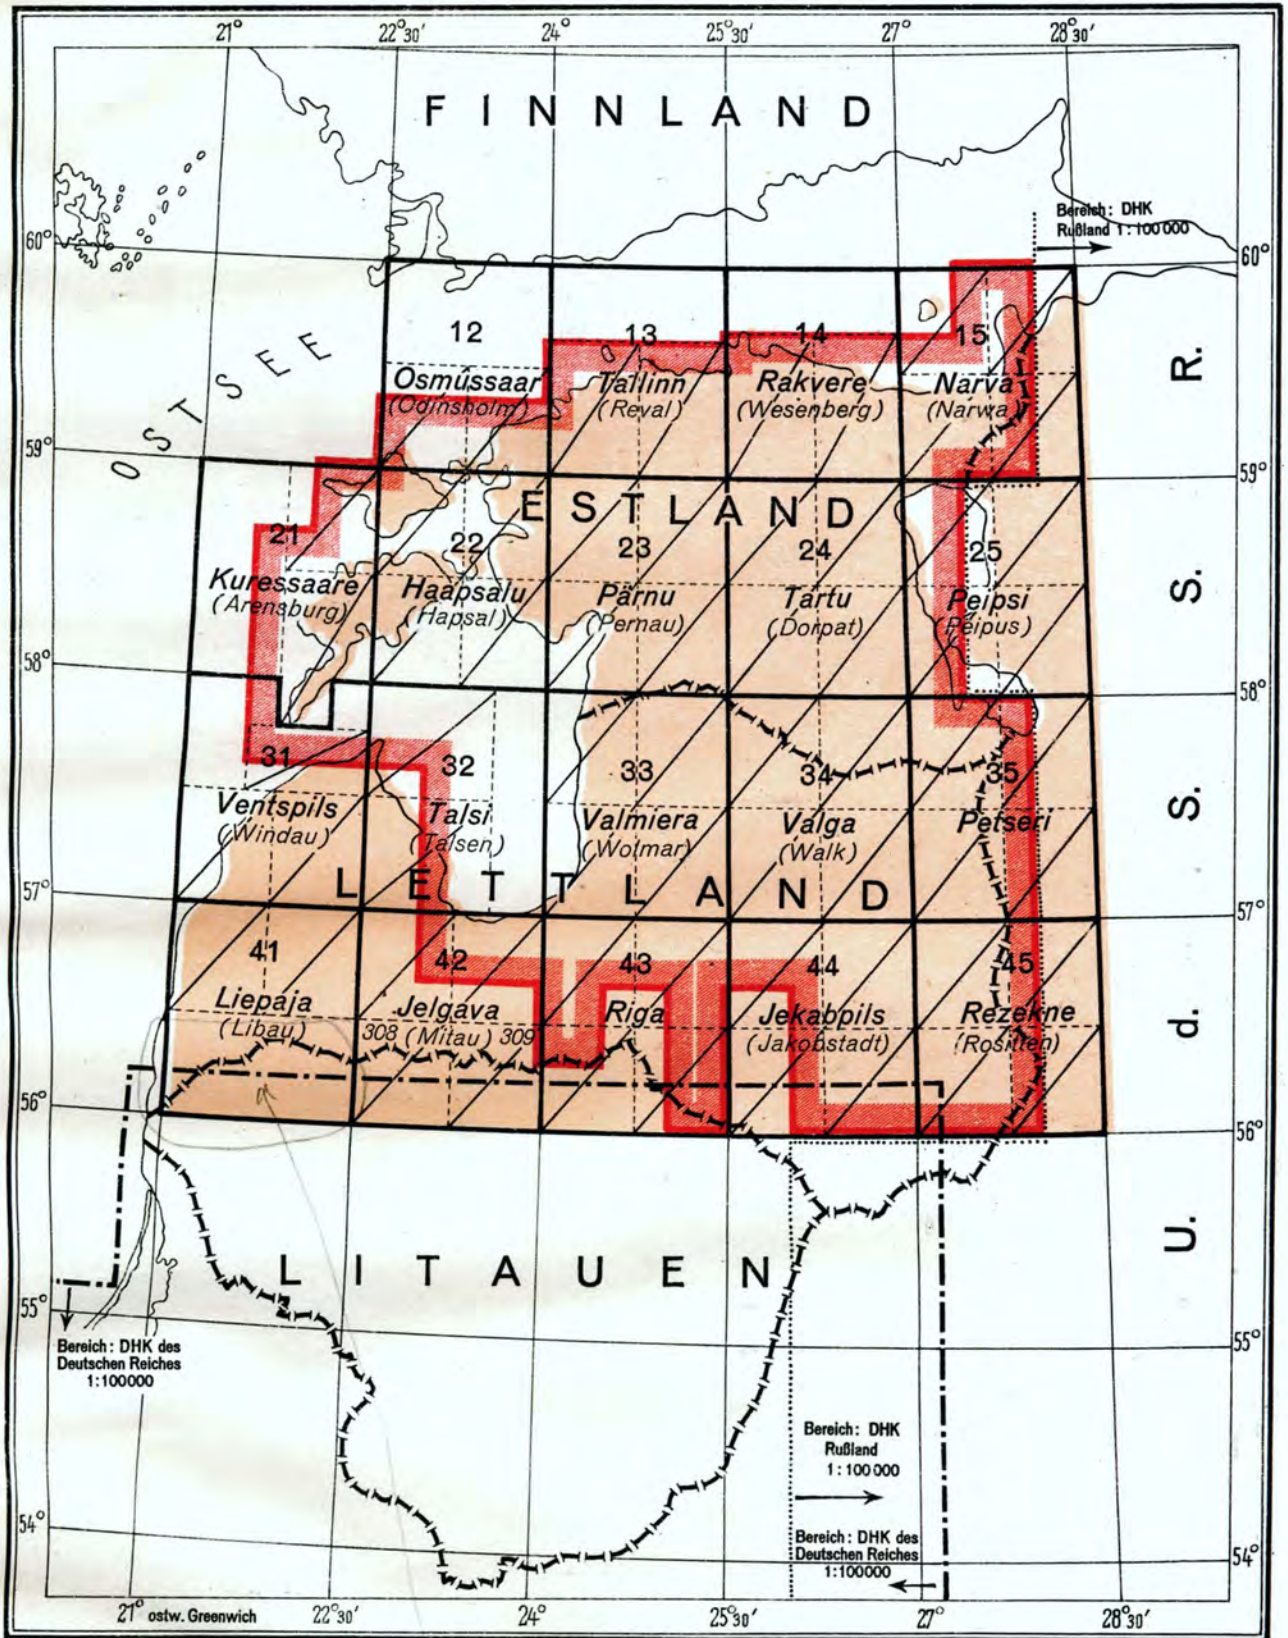 21° 22°30′ 24° 25°30′ 27° 28°30′
FINNLAND
Bereich: DHK
Rußland 1:100000
60° 60°
OSTSEE
12 13 14 15
Osmussaar Tallinn Rakvere Narva
(Odinsholm) (Reval) (Wesenberg) (Narwa)
59° 59°
ESTLAND
21 22 23 24 25
Kuressaare Haapsalu Pärnu Tartu Peipsi
(Arensburg) (Hapsal) (Pernau) (Dorpat) (Peipus)
58° 58°
31 32 33 34 35
Ventspils Talsi Valmiera Valga Petseri
(Windau) (Talsen) (Wolmar) (Walk)
57° 57°
LETTLAND
41 42 43 44 45
Liepaja Jelgava Riga Jekabpils Rezekne
(Libau) 308 (Mitau) 309 (Jakobstadt) (Rositten)
56° 56°
U. d. S. S. R.
LITAUEN
55° 55°
Bereich: DHK des
Deutschen Reiches
1:100000
Bereich: DHK
Rußland
1:100000
54° 54°
Bereich: DHK des
Deutschen Reiches
1:100000
21° ostw. Greenwich 22°30′ 24° 25°30′ 27° 28°30′